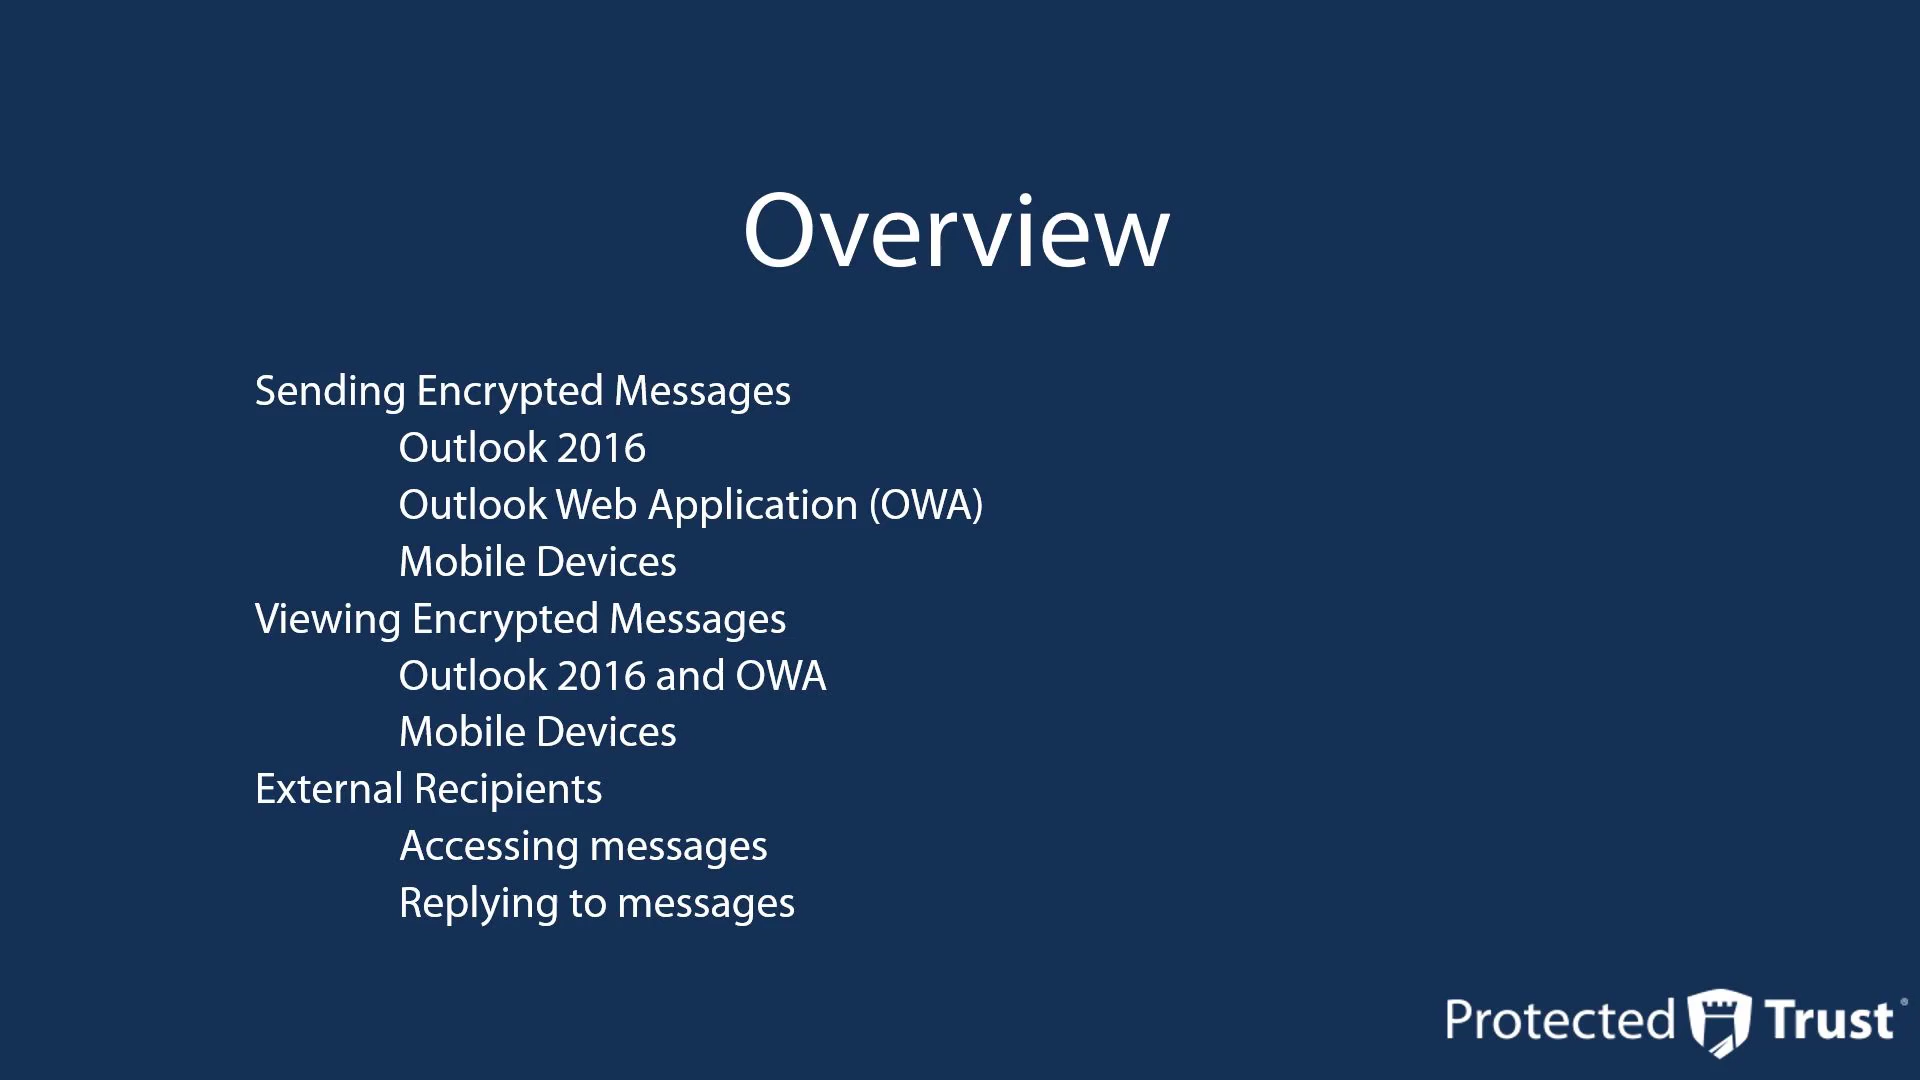 Overview
Sending Encrypted Messages
Outlook 2016
Outlook Web Application (OWA)
Mobile Devices
Viewing Encrypted Messages
Outlook 2016 and OWA
Mobile Devices
External Recipients
Accessing messages
Replying to messages
Protected Trust®